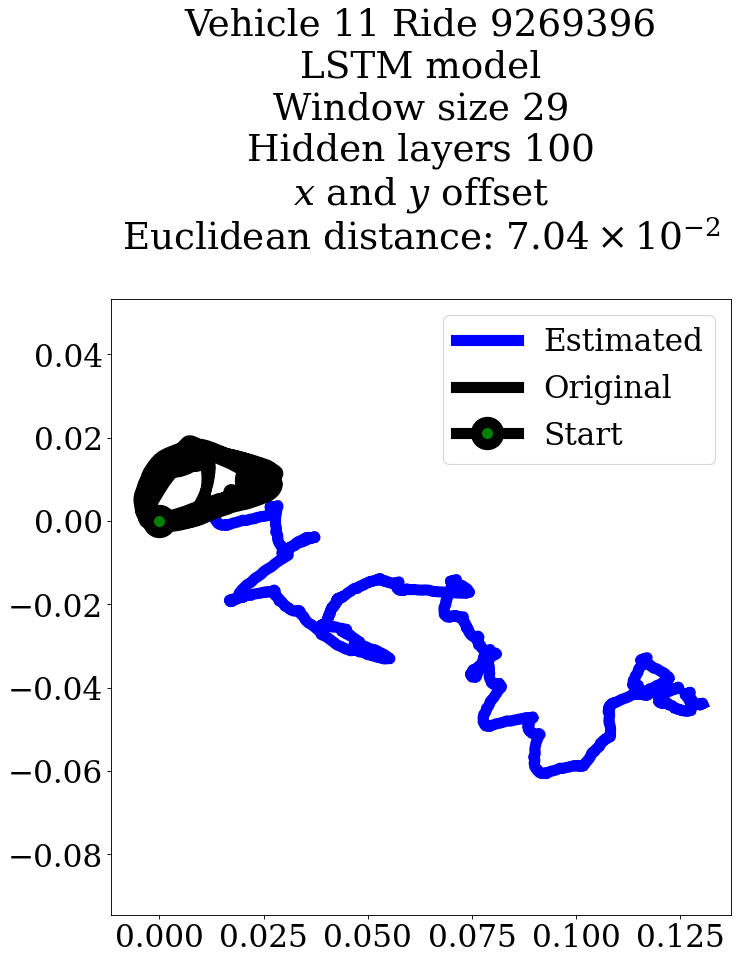 Vehicle 11 Ride 9269396
LSTM model
Window size 29
Hidden layers 100
x and y offset
Euclidean distance: 7.04 × 10⁻²
Estimated
Original
Start
0.04
0.02
0.00
−0.02
−0.04
−0.06
−0.08
0.000 0.025 0.050 0.075 0.100 0.125